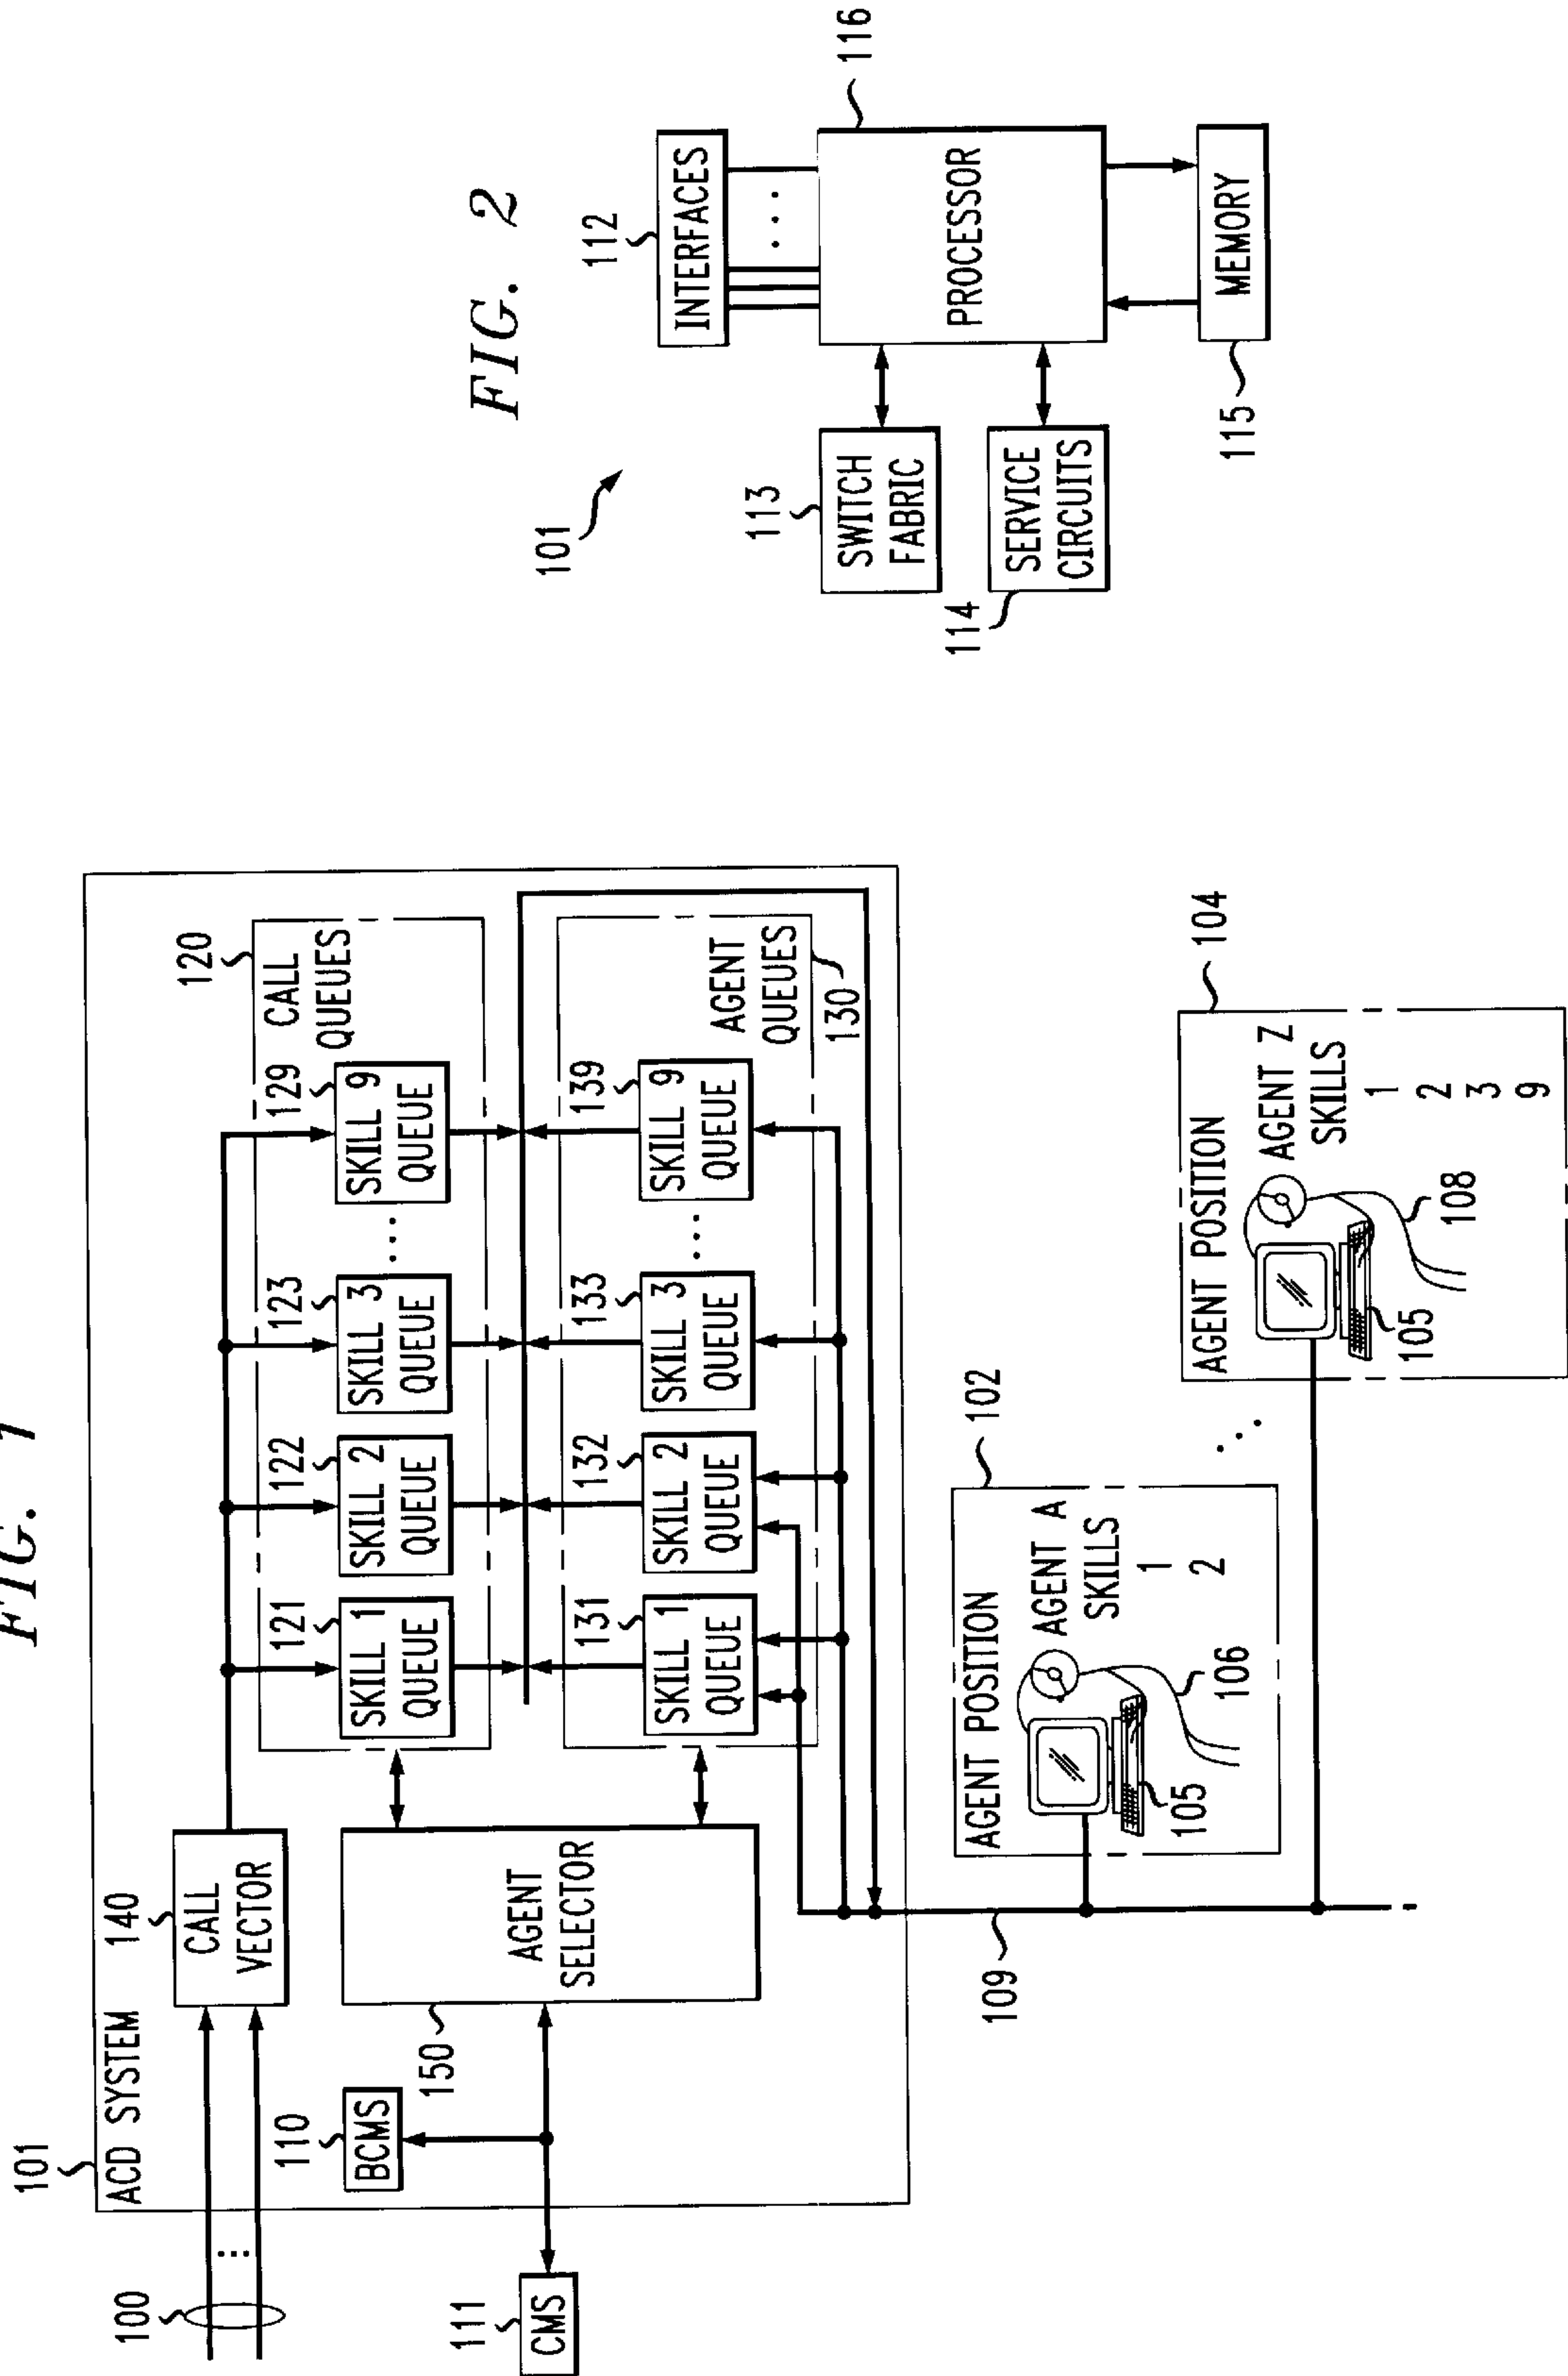 FIG. 1
101
ACD SYSTEM
100
140
CALL
VECTOR
120
CALL
QUEUES
121
SKILL 1
QUEUE
122
SKILL 2
QUEUE
123
SKILL 3
QUEUE
...
129
SKILL 9
QUEUE
110
BCMS
111
CMS
150
AGENT
SELECTOR
131
SKILL 1
QUEUE
132
SKILL 2
QUEUE
133
SKILL 3
QUEUE
...
139
SKILL 9
QUEUE
AGENT
QUEUES
130
109
102
AGENT POSITION
AGENT A
SKILLS
1
2
105
106
...
104
AGENT POSITION
AGENT Z
SKILLS
1
2
3
9
105
108
FIG. 2
101
112
INTERFACES
...
113
SWITCH
FABRIC
114
SERVICE
CIRCUITS
PROCESSOR
116
115
MEMORY